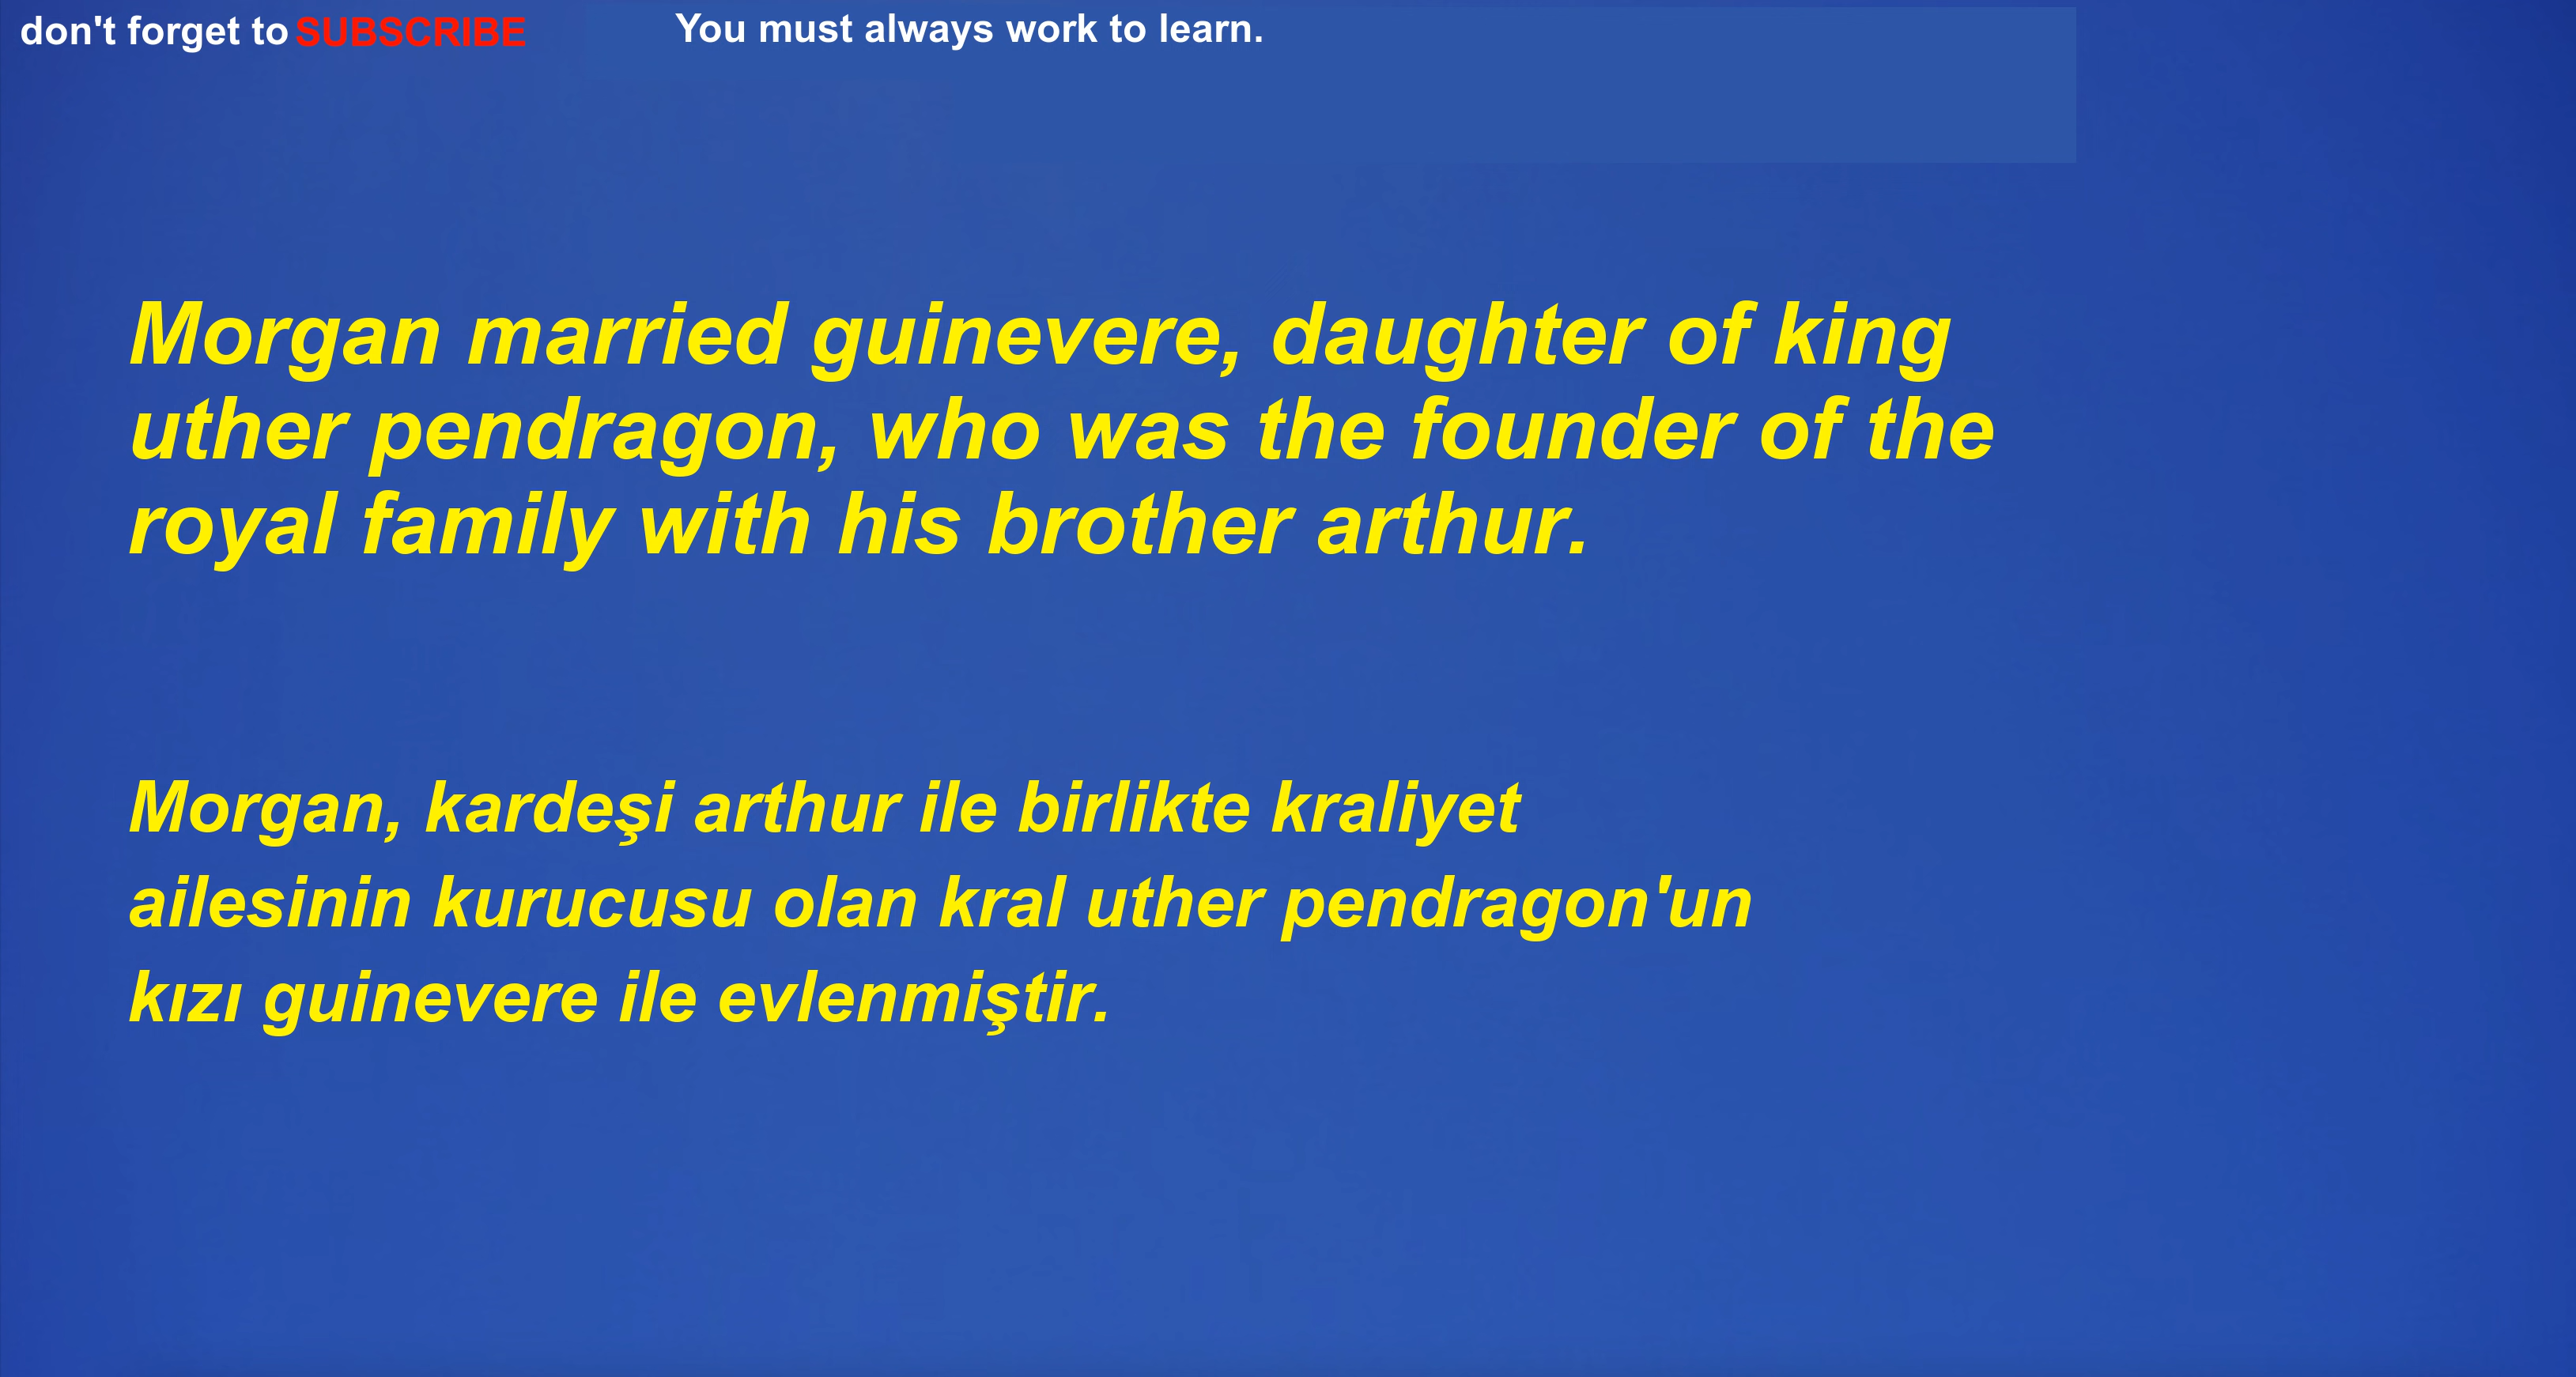 don't forget to SUBSCRIBE You must always work to learn.
Morgan married guinevere, daughter of king
uther pendragon, who was the founder of the
royal family with his brother arthur.
Morgan, kardeşi arthur ile birlikte kraliyet
ailesinin kurucusu olan kral uther pendragon'un
kızı guinevere ile evlenmiştir.